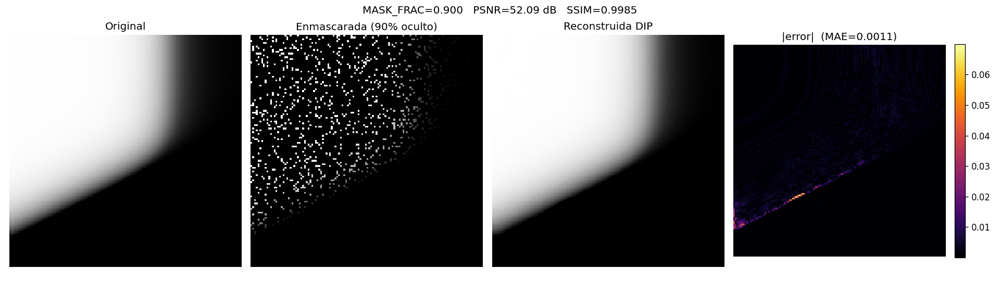 MASK_FRAC=0.900   PSNR=52.09 dB   SSIM=0.9985
Original
Enmascarada (90% oculto)
Reconstruida DIP
|error|  (MAE=0.0011)
0.06
0.05
0.04
0.03
0.02
0.01